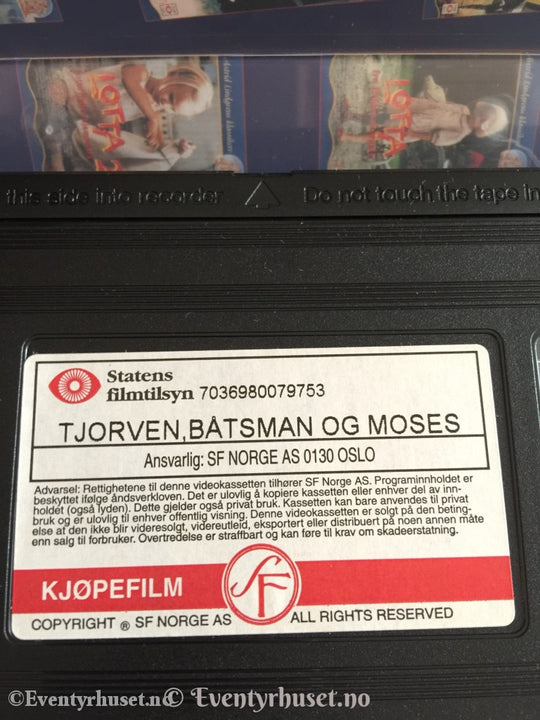 Astrid Lindgrens klassikere
LOTTA 2
LOTTA
this side into recorder
Do not touch the tape in
Statens
filmtilsyn 7036980079753
TJORVEN,BÅTSMAN OG MOSES
Ansvarlig: SF NORGE AS 0130 OSLO
Advarsel: Rettighetene til denne videokassetten tilhører SF Norge AS. Programinnholdet er
beskyttet ifølge åndsverkloven. Det er ulovlig å kopiere kassetten eller enhver del av inn-
holdet (også lyden). Dette gjelder også privat bruk. Kassetten kan bare anvendes til privat
bruk og er ulovlig til enhver offentlig visning. Denne videokassetten er solgt på den beting-
else at den ikke blir videresolgt, videreutleid, eksportert eller distribuert på noen annen måte
enn salg til forbruker. Overtredelse er straffbart og kan føre til krav om skadeerstatning.
KJØPEFILM
SF
COPYRIGHT ® SF NORGE AS
ALL RIGHTS RESERVED
©Eventyrhuset.no
© Eventyrhuset.no